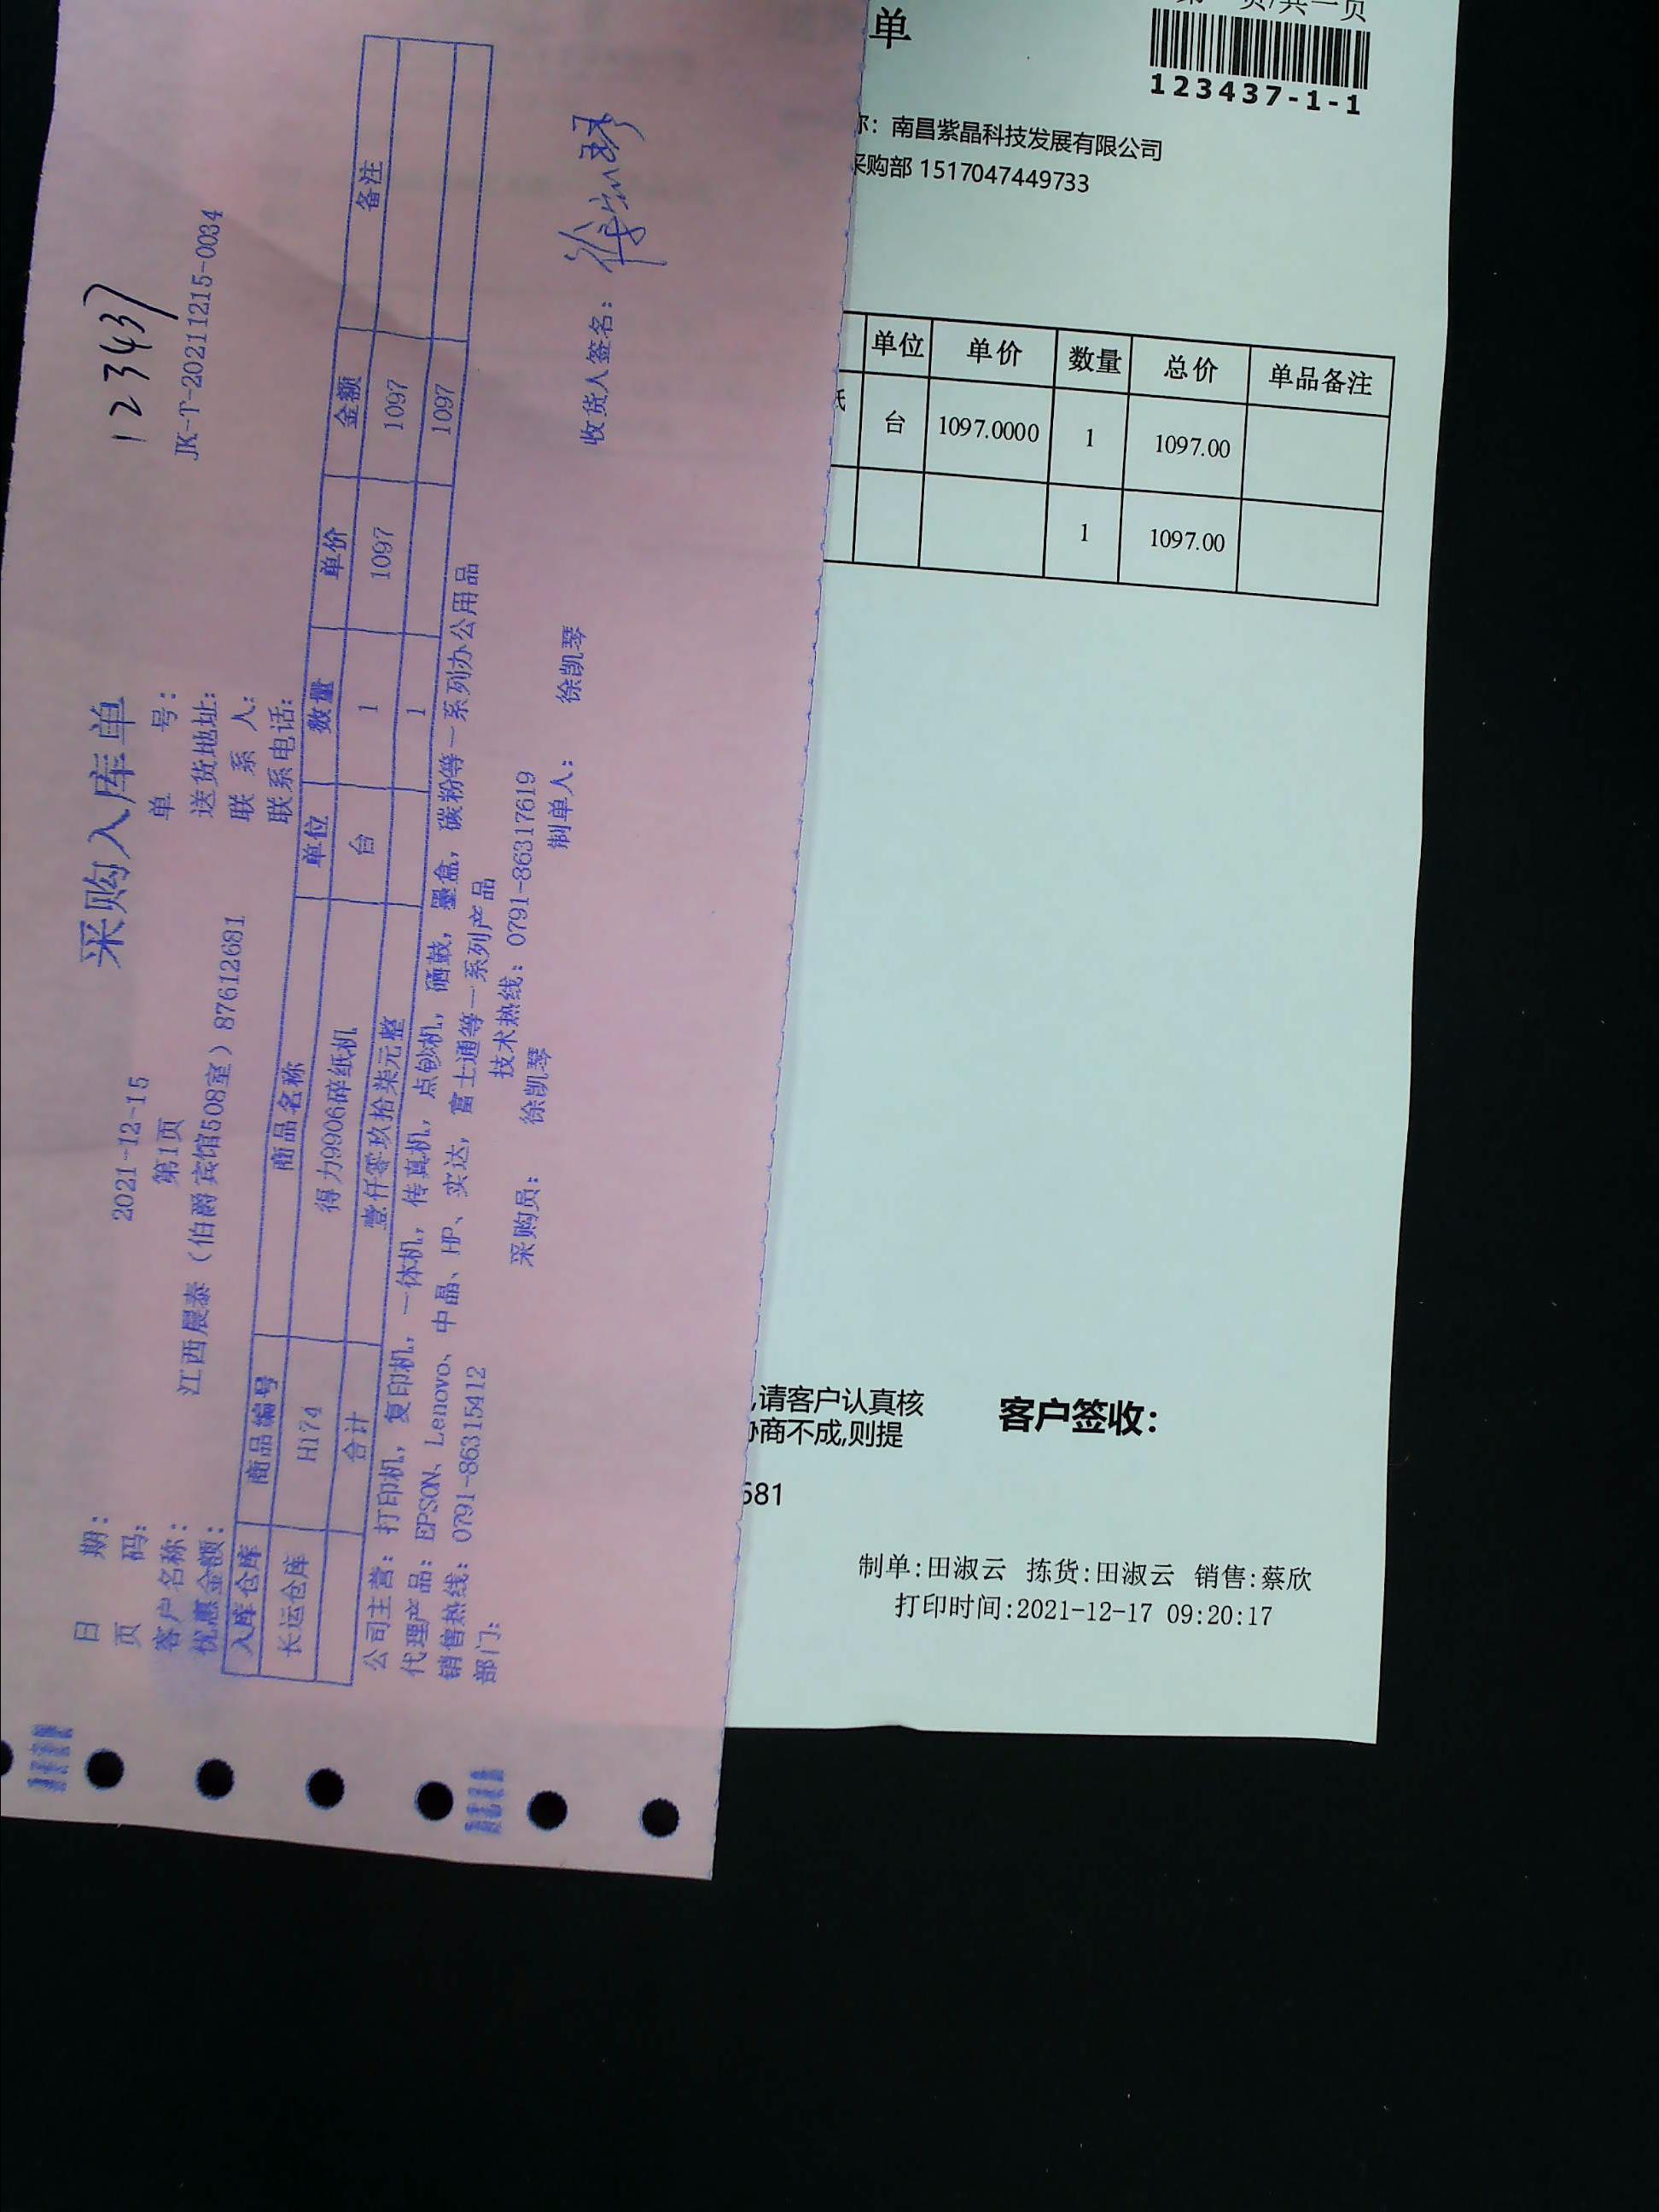 123437
采购入库单
日 期： 2021-12-15 单 号： JK-T-20211215-0034
页 码： 第1页 送货地址：
客户名称： 江西晨泰（伯爵宾馆508室）87612681 联 系 人：
优惠金额： 联系电话：
入库仓库 商品编号 商品名称 单位 数量 单价 金额 备注
长运仓库 H174 得力9906碎纸机 台 1 1097 1097
合计 壹仟零玖拾柒元整 1 1097
公司主营： 打印机，复印机，一体机，传真机，点钞机，硒鼓，墨盒，碳粉等一系列办公用品
代理产品： EPSON、Lenovo、中晶、HP、实达，富士通等一系列产品
销售热线： 0791-86315412 技术热线： 0791-86317619
部门： 采购员： 徐凯琴 制单人： 徐凯琴 收货人签名：
单
页/共一页
123437-1-1
称：南昌紫晶科技发展有限公司
采购部 1517047449733
单位 单价 数量 总价 单品备注
台 1097.0000 1 1097.00
1 1097.00
,请客户认真核
协商不成,则提
681
客户签收：
制单:田淑云 拣货:田淑云 销售:蔡欣
打印时间:2021-12-17 09:20:17